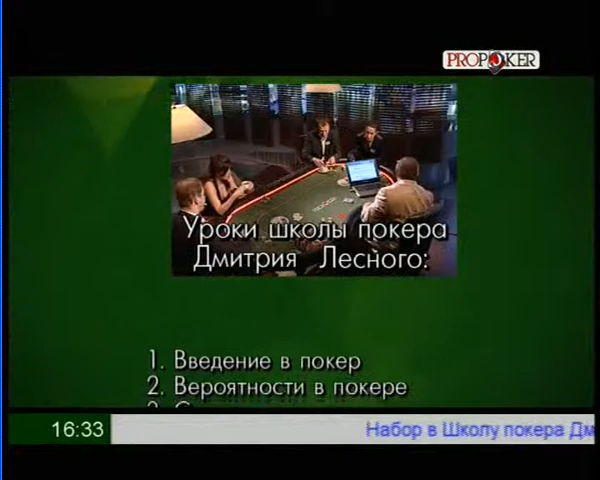 PROPOKER
Уроки школы покера
Дмитрия Лесного:
1. Введение в покер
2. Вероятности в покере
16:33
Набор в Школу покера